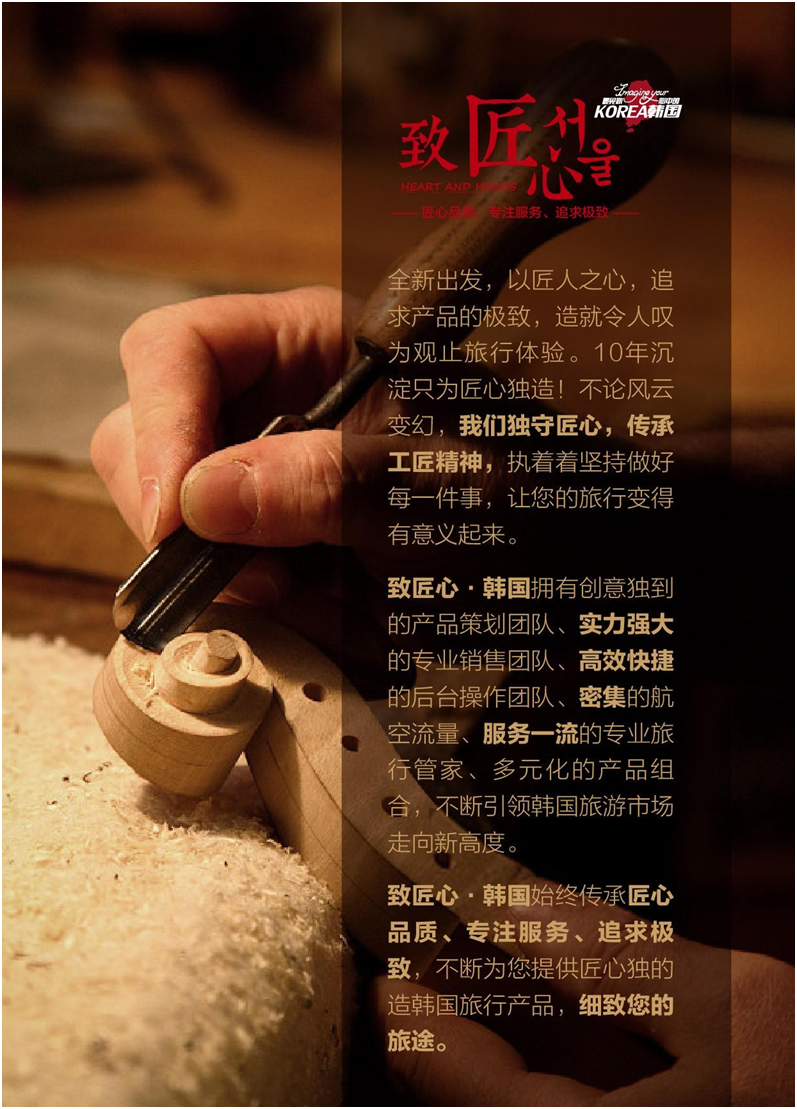 Imagine your
KOREA韩国
致匠心
서울
HEART AND HANDS
匠心品质、专注服务、追求极致
全新出发，以匠人之心，追
求产品的极致，造就令人叹
为观止旅行体验。10年沉
淀只为匠心独造！不论风云
变幻，我们独守匠心，传承
工匠精神，执着着坚持做好
每一件事，让您的旅行变得
有意义起来。
致匠心·韩国拥有创意独到
的产品策划团队、实力强大
的专业销售团队、高效快捷
的后台操作团队、密集的航
空流量、服务一流的专业旅
行管家、多元化的产品组
合，不断引领韩国旅游市场
走向新高度。
致匠心·韩国始终传承匠心
品质、专注服务、追求极
致，不断为您提供匠心独的
造韩国旅行产品，细致您的
旅途。